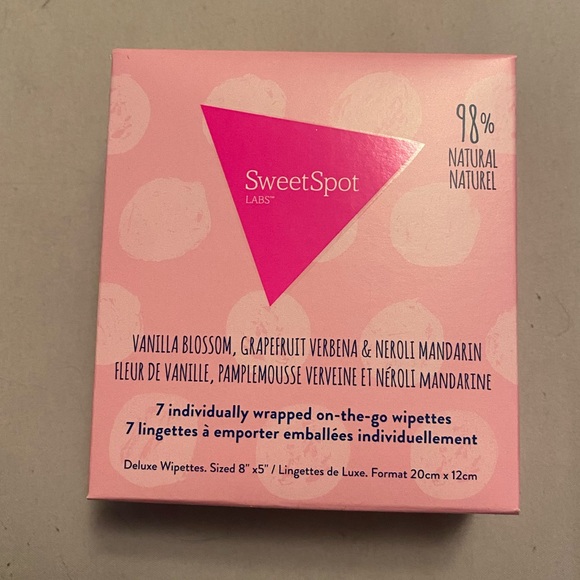 98%
NATURAL
NATUREL
SweetSpot
LABS™
VANILLA BLOSSOM, GRAPEFRUIT VERBENA & NEROLI MANDARIN
FLEUR DE VANILLE, PAMPLEMOUSSE VERVEINE ET NÉROLI MANDARINE
7 individually wrapped on-the-go wipettes
7 lingettes à emporter emballées individuellement
Deluxe Wipettes. Sized 8" x5" / Lingettes de Luxe. Format 20cm x 12cm